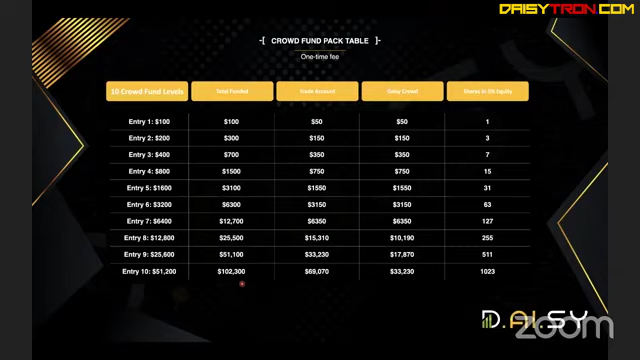 DAISYTRON.COM
-[ CROWD FUND PACK TABLE ]-
One-time fee
10 Crowd Fund Levels Total Funded Trade Account Daisy Crowd Shares in 5% Equity
Entry 1: $100 $100 $50 $50 1
Entry 2: $200 $300 $150 $150 3
Entry 3: $400 $700 $350 $350 7
Entry 4: $800 $1500 $750 $750 15
Entry 5: $1600 $3100 $1550 $1550 31
Entry 6: $3200 $6300 $3150 $3150 63
Entry 7: $6400 $12,700 $6350 $6350 127
Entry 8: $12,800 $25,500 $15,310 $10,190 255
Entry 9: $25,600 $51,100 $33,230 $17,870 511
Entry 10: $51,200 $102,300 $69,070 $33,230 1023
D.AI.SY
zoom